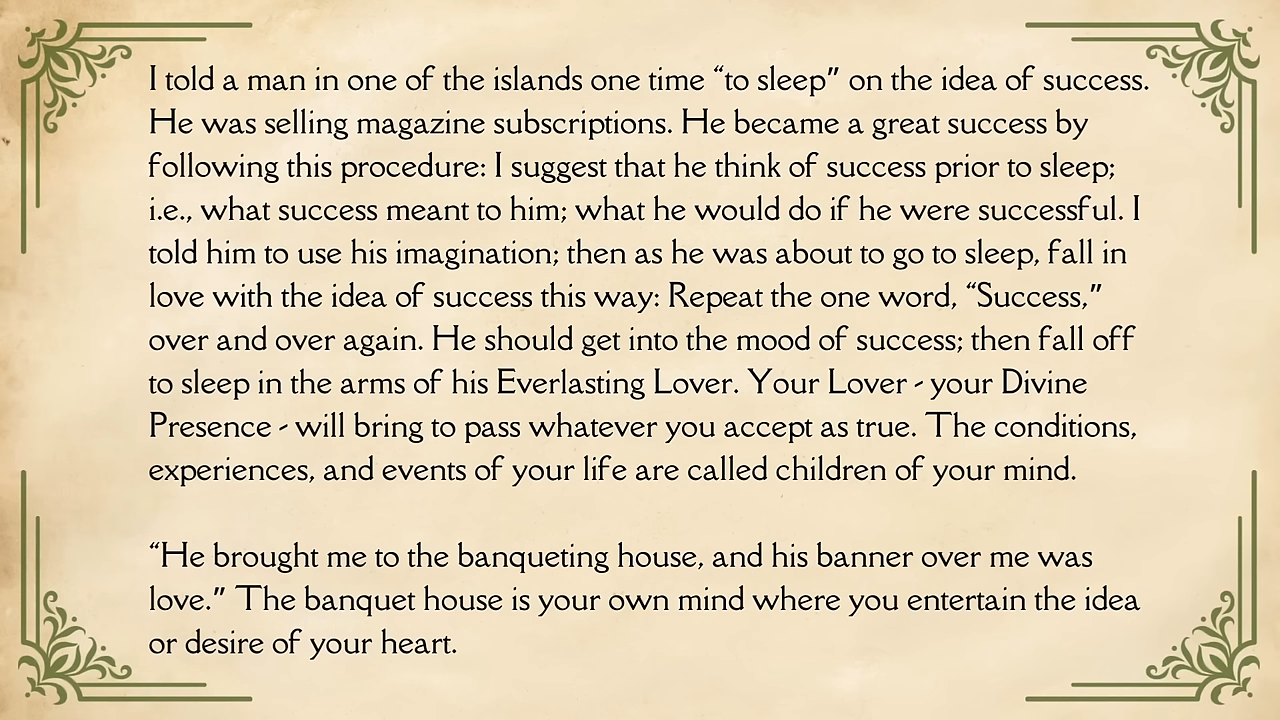 I told a man in one of the islands one time “to sleep” on the idea of success.
He was selling magazine subscriptions. He became a great success by
following this procedure: I suggest that he think of success prior to sleep;
i.e., what success meant to him; what he would do if he were successful. I
told him to use his imagination; then as he was about to go to sleep, fall in
love with the idea of success this way: Repeat the one word, “Success,”
over and over again. He should get into the mood of success; then fall off
to sleep in the arms of his Everlasting Lover. Your Lover - your Divine
Presence - will bring to pass whatever you accept as true. The conditions,
experiences, and events of your life are called children of your mind.
“He brought me to the banqueting house, and his banner over me was
love.” The banquet house is your own mind where you entertain the idea
or desire of your heart.